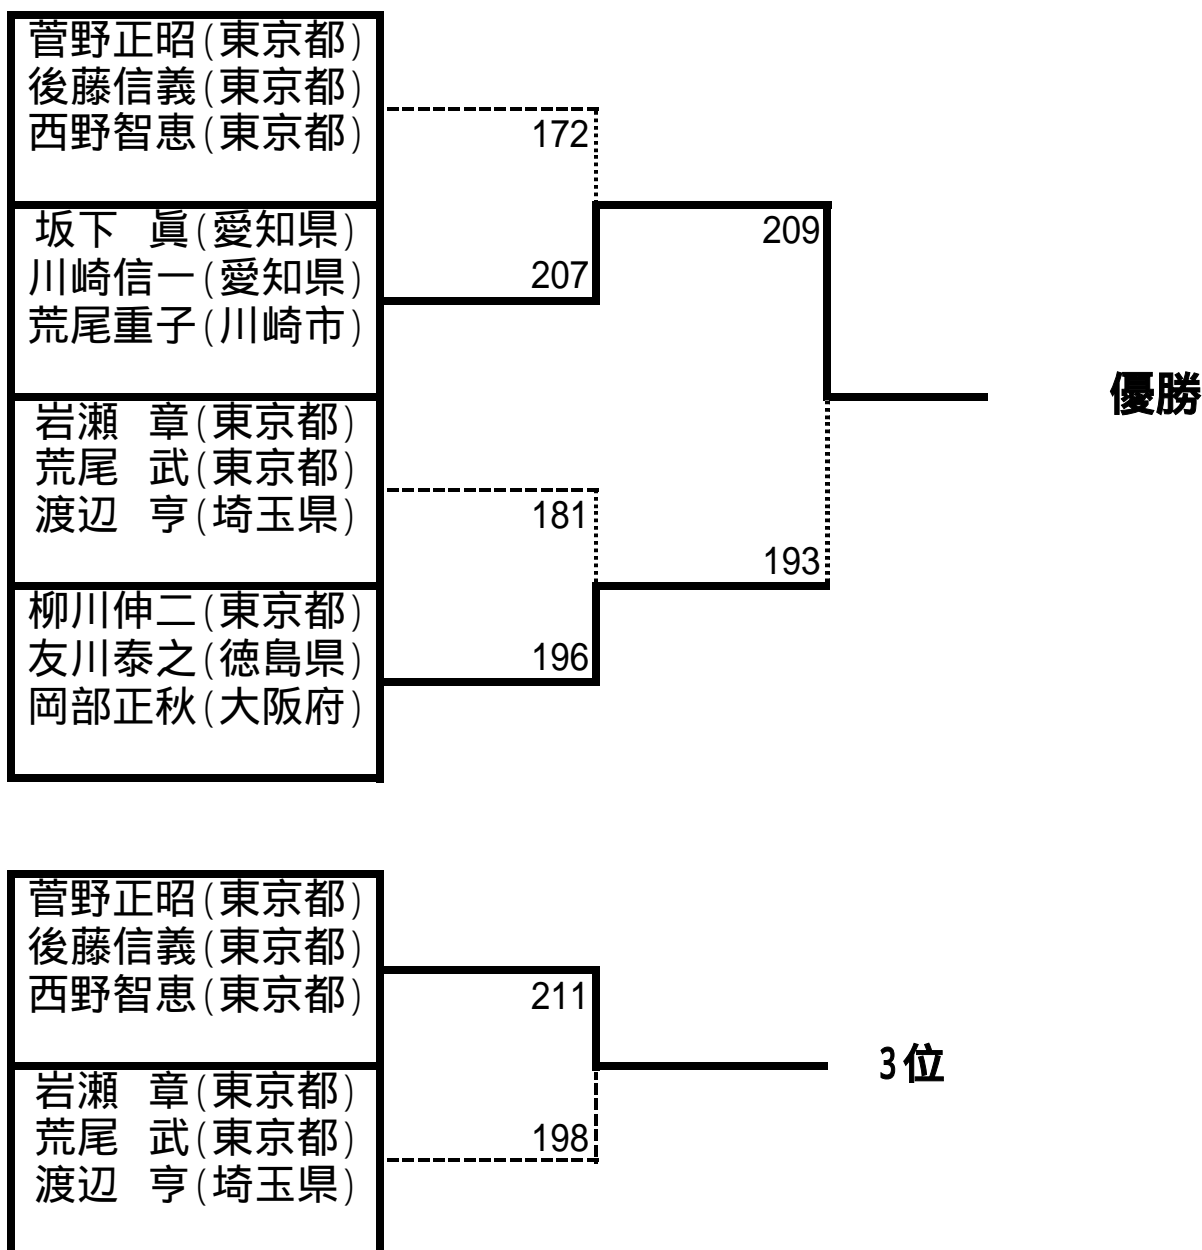 菅野正昭(東京都)
後藤信義(東京都)
西野智恵(東京都)
172
坂下　眞(愛知県)
川崎信一(愛知県)
荒尾重子(川崎市)
207
209
優勝
岩瀬　章(東京都)
荒尾　武(東京都)
渡辺　亨(埼玉県)
181
193
柳川伸二(東京都)
友川泰之(徳島県)
岡部正秋(大阪府)
196
菅野正昭(東京都)
後藤信義(東京都)
西野智恵(東京都)
211
3位
岩瀬　章(東京都)
荒尾　武(東京都)
渡辺　亨(埼玉県)
198